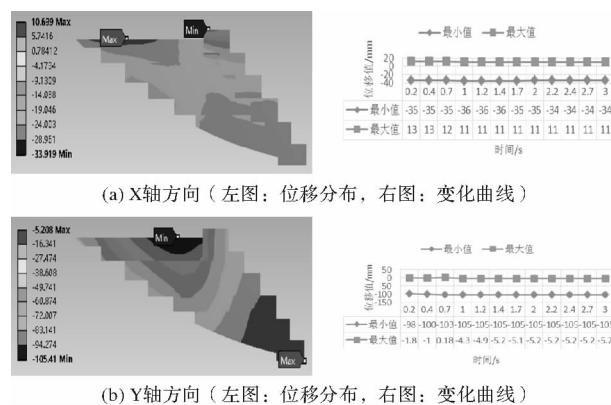 10.699 Max
5.7416
0.78412
-4.1734
-9.1329
-14.088
-19.046
-24.003
-28.951
-33.919 Min
Max
Min
最小值 最大值
位移值/mm
20
0
-20
-40
0.2 0.4 0.7 1 1.2 1.4 1.7 2 2.2 2.4 2.7 3
最小值 -35 -35 -35 -36 -36 -36 -35 -35 -34 -34 -34 -34
最大值 13 13 12 11 11 11 11 11 11 11 11 11
时间/s
(a) X轴方向（左图：位移分布，右图：变化曲线）
-5.208 Max
-16.341
-27.474
-38.608
-49.741
-60.874
-72.007
-83.141
-94.274
-105.41 Min
Min
Max
最小值 最大值
位移值/mm
50
0
-50
-100
-150
0.2 0.4 0.7 1 1.2 1.4 1.7 2 2.2 2.4 2.7 3
最小值 -98 -100 -103 -105 -105 -105 -105 -105 -105 -105 -105 -105
最大值 -1.8 -1 0.18 -4.3 -4.9 -5.2 -5.1 -5.2 -5.2 -5.2 -5.2 -5.2
时间/s
(b) Y轴方向（左图：位移分布，右图：变化曲线）